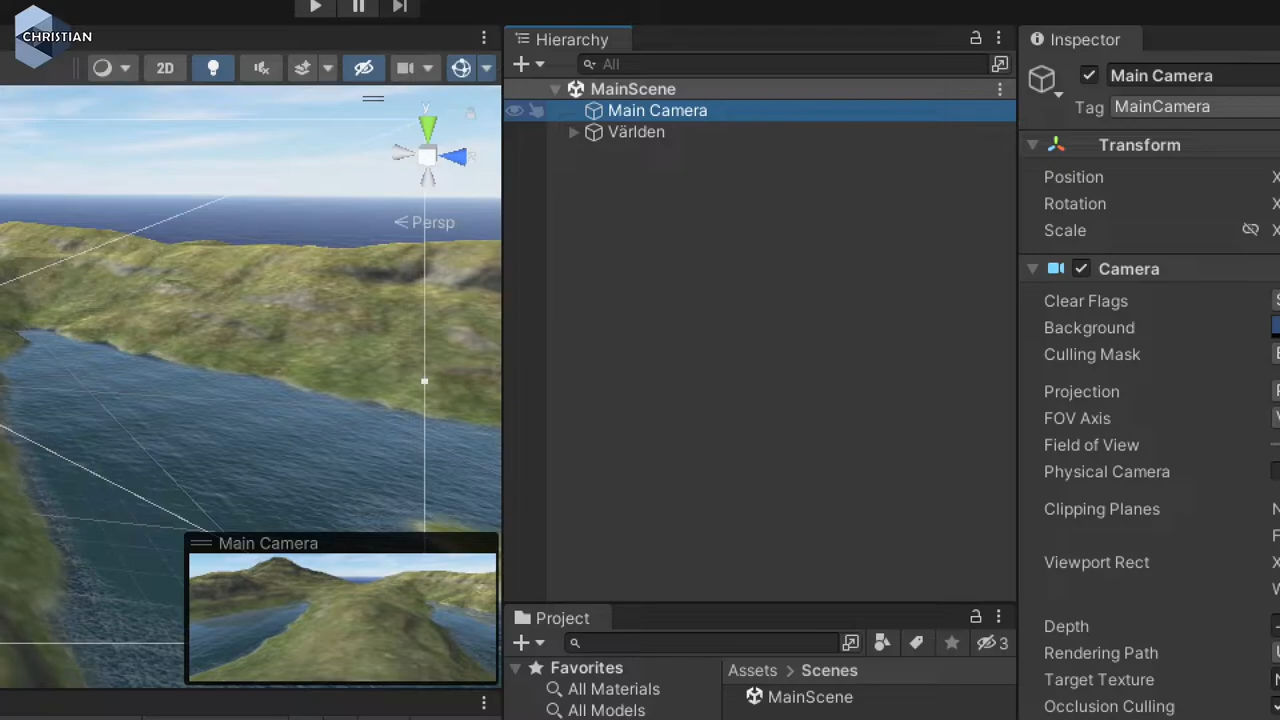 CHRISTIAN
2D
y
Persp
Main Camera
Hierarchy
All
MainScene
Main Camera
Världen
Project
3
Favorites
All Materials
All Models
Assets > Scenes
MainScene
Inspector
Main Camera
Tag MainCamera
Transform
Position X
Rotation X
Scale X
Camera
Clear Flags
Background
Culling Mask
Projection
FOV Axis
Field of View
Physical Camera
Clipping Planes
Viewport Rect X
Depth
Rendering Path
Target Texture
Occlusion Culling